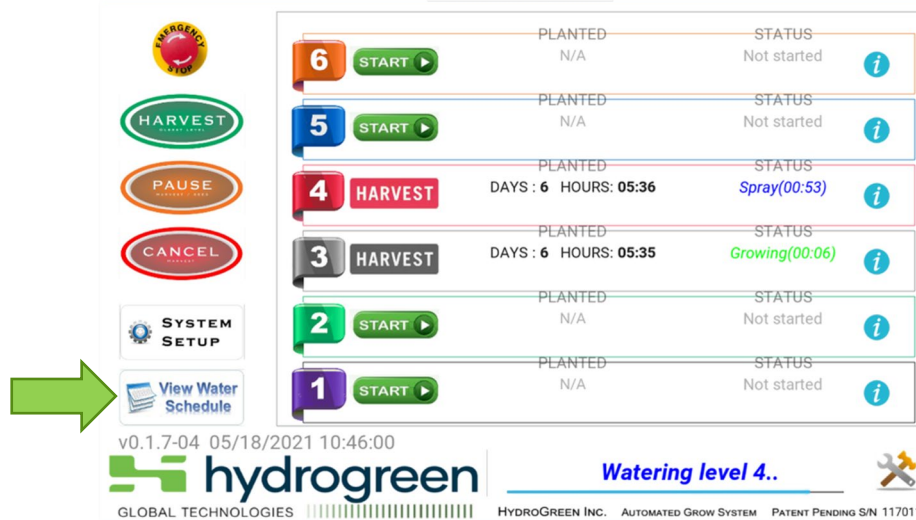 EMERGENCY
STOP
HARVEST
PAUSE
CANCEL
HARVEST
SYSTEM
SETUP
View Water
Schedule
PLANTED STATUS
6 START N/A Not started i
PLANTED STATUS
5 START N/A Not started i
PLANTED STATUS
4 HARVEST DAYS : 6 HOURS: 05:36 Spray(00:53) i
PLANTED STATUS
3 HARVEST DAYS : 6 HOURS: 05:35 Growing(00:06) i
PLANTED STATUS
2 START N/A Not started i
PLANTED STATUS
1 START N/A Not started i
v0.1.7-04 05/18/2021 10:46:00
hydrogreen
GLOBAL TECHNOLOGIES
Watering level 4..
HYDROGREEN INC. AUTOMATED GROW SYSTEM PATENT PENDING S/N 11701